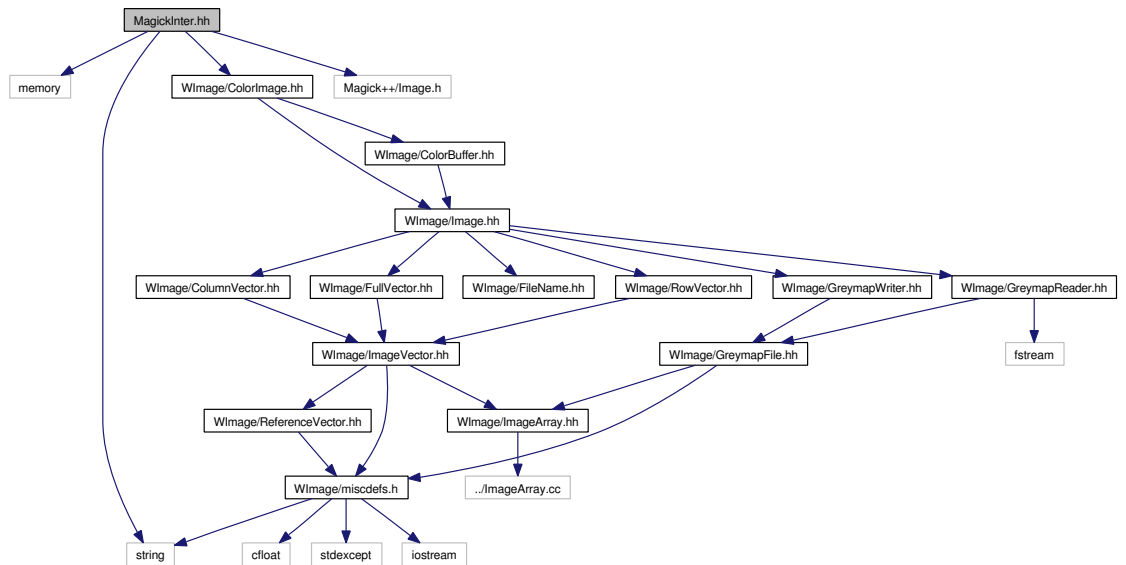 MagickInter.hh
memory
WImage/ColorImage.hh
Magick++/Image.h
WImage/ColorBuffer.hh
WImage/Image.hh
WImage/ColumnVector.hh
WImage/FullVector.hh
WImage/FileName.hh
WImage/RowVector.hh
WImage/GreymapWriter.hh
WImage/GreymapReader.hh
WImage/ImageVector.hh
WImage/GreymapFile.hh
fstream
WImage/ReferenceVector.hh
WImage/ImageArray.hh
WImage/miscdefs.h
../ImageArray.cc
string
cfloat
stdexcept
iostream